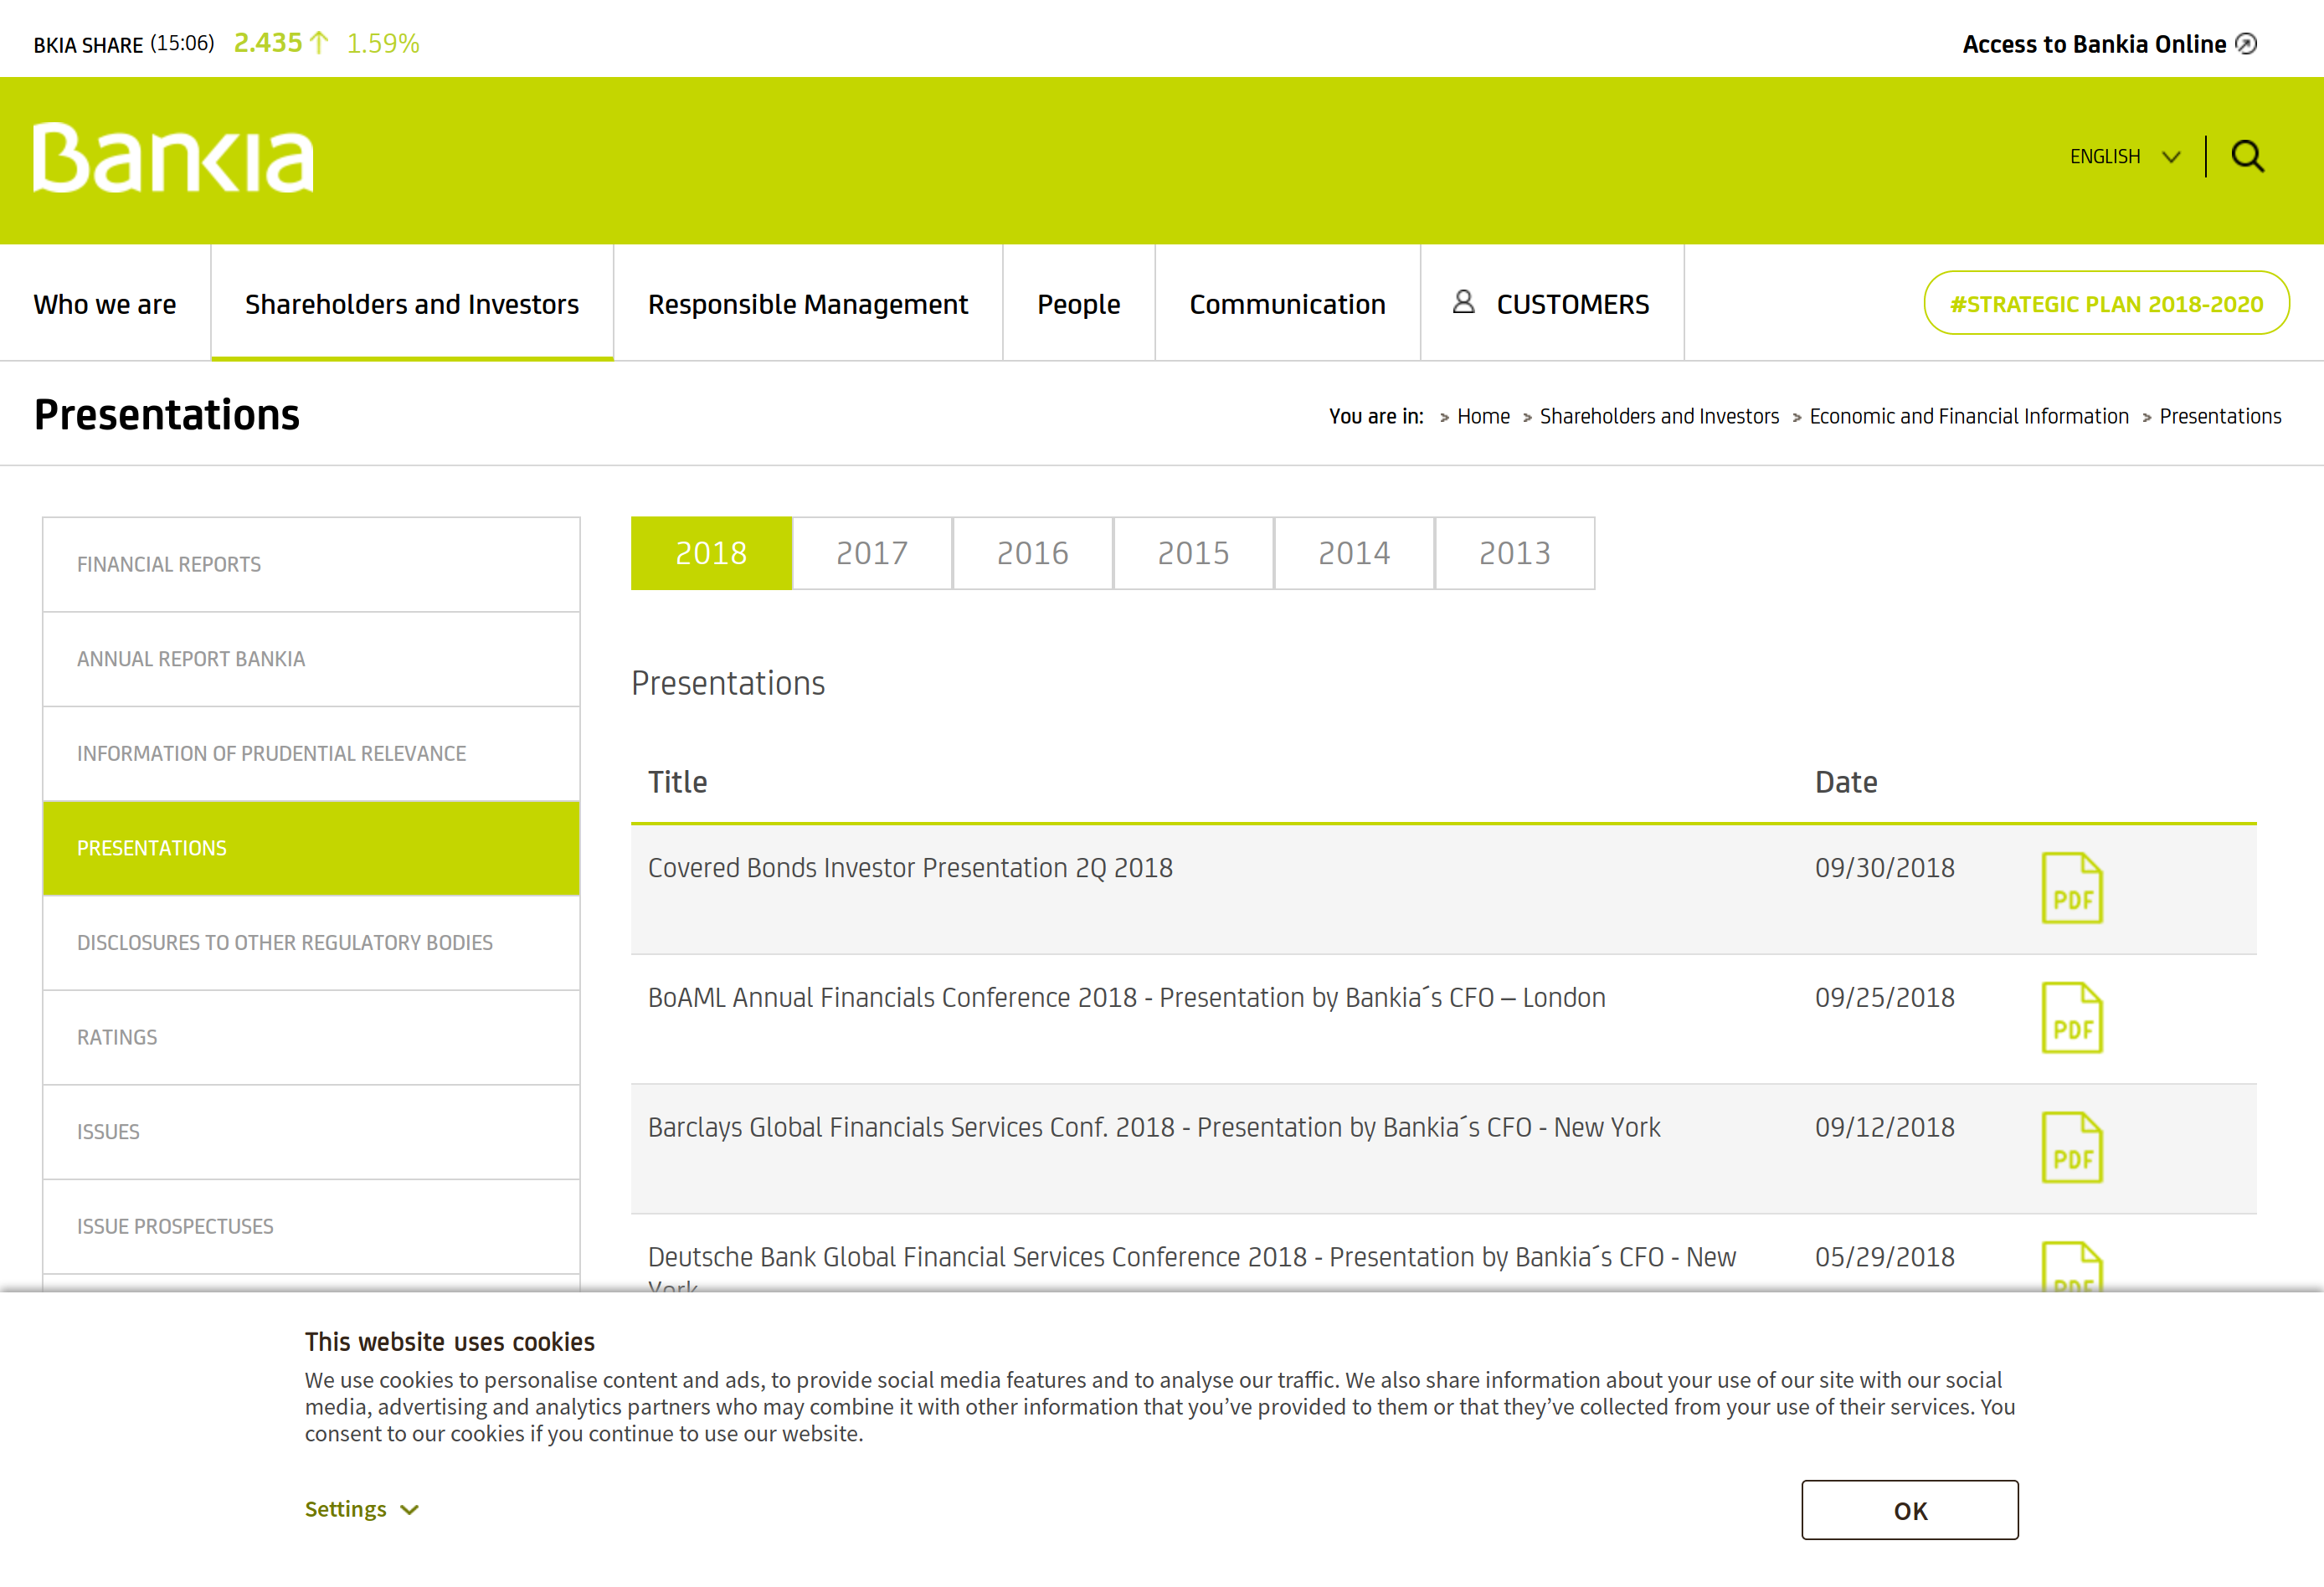 BKIA SHARE (15:06) 2.435 1.59%
Access to Bankia Online
Bankia
ENGLISH
Who we are
Shareholders and Investors
Responsible Management
People
Communication
CUSTOMERS
#STRATEGIC PLAN 2018-2020
Presentations
You are in: > Home > Shareholders and Investors > Economic and Financial Information > Presentations
FINANCIAL REPORTS
ANNUAL REPORT BANKIA
INFORMATION OF PRUDENTIAL RELEVANCE
PRESENTATIONS
DISCLOSURES TO OTHER REGULATORY BODIES
RATINGS
ISSUES
ISSUE PROSPECTUSES
2018 2017 2016 2015 2014 2013
Presentations
Title Date
Covered Bonds Investor Presentation 2Q 2018 09/30/2018 PDF
BoAML Annual Financials Conference 2018 - Presentation by Bankia´s CFO – London 09/25/2018 PDF
Barclays Global Financials Services Conf. 2018 - Presentation by Bankia´s CFO - New York 09/12/2018 PDF
Deutsche Bank Global Financial Services Conference 2018 - Presentation by Bankia´s CFO - New 05/29/2018 PDF
York
This website uses cookies
We use cookies to personalise content and ads, to provide social media features and to analyse our traffic. We also share information about your use of our site with our social
media, advertising and analytics partners who may combine it with other information that you’ve provided to them or that they’ve collected from your use of their services. You
consent to our cookies if you continue to use our website.
Settings
OK